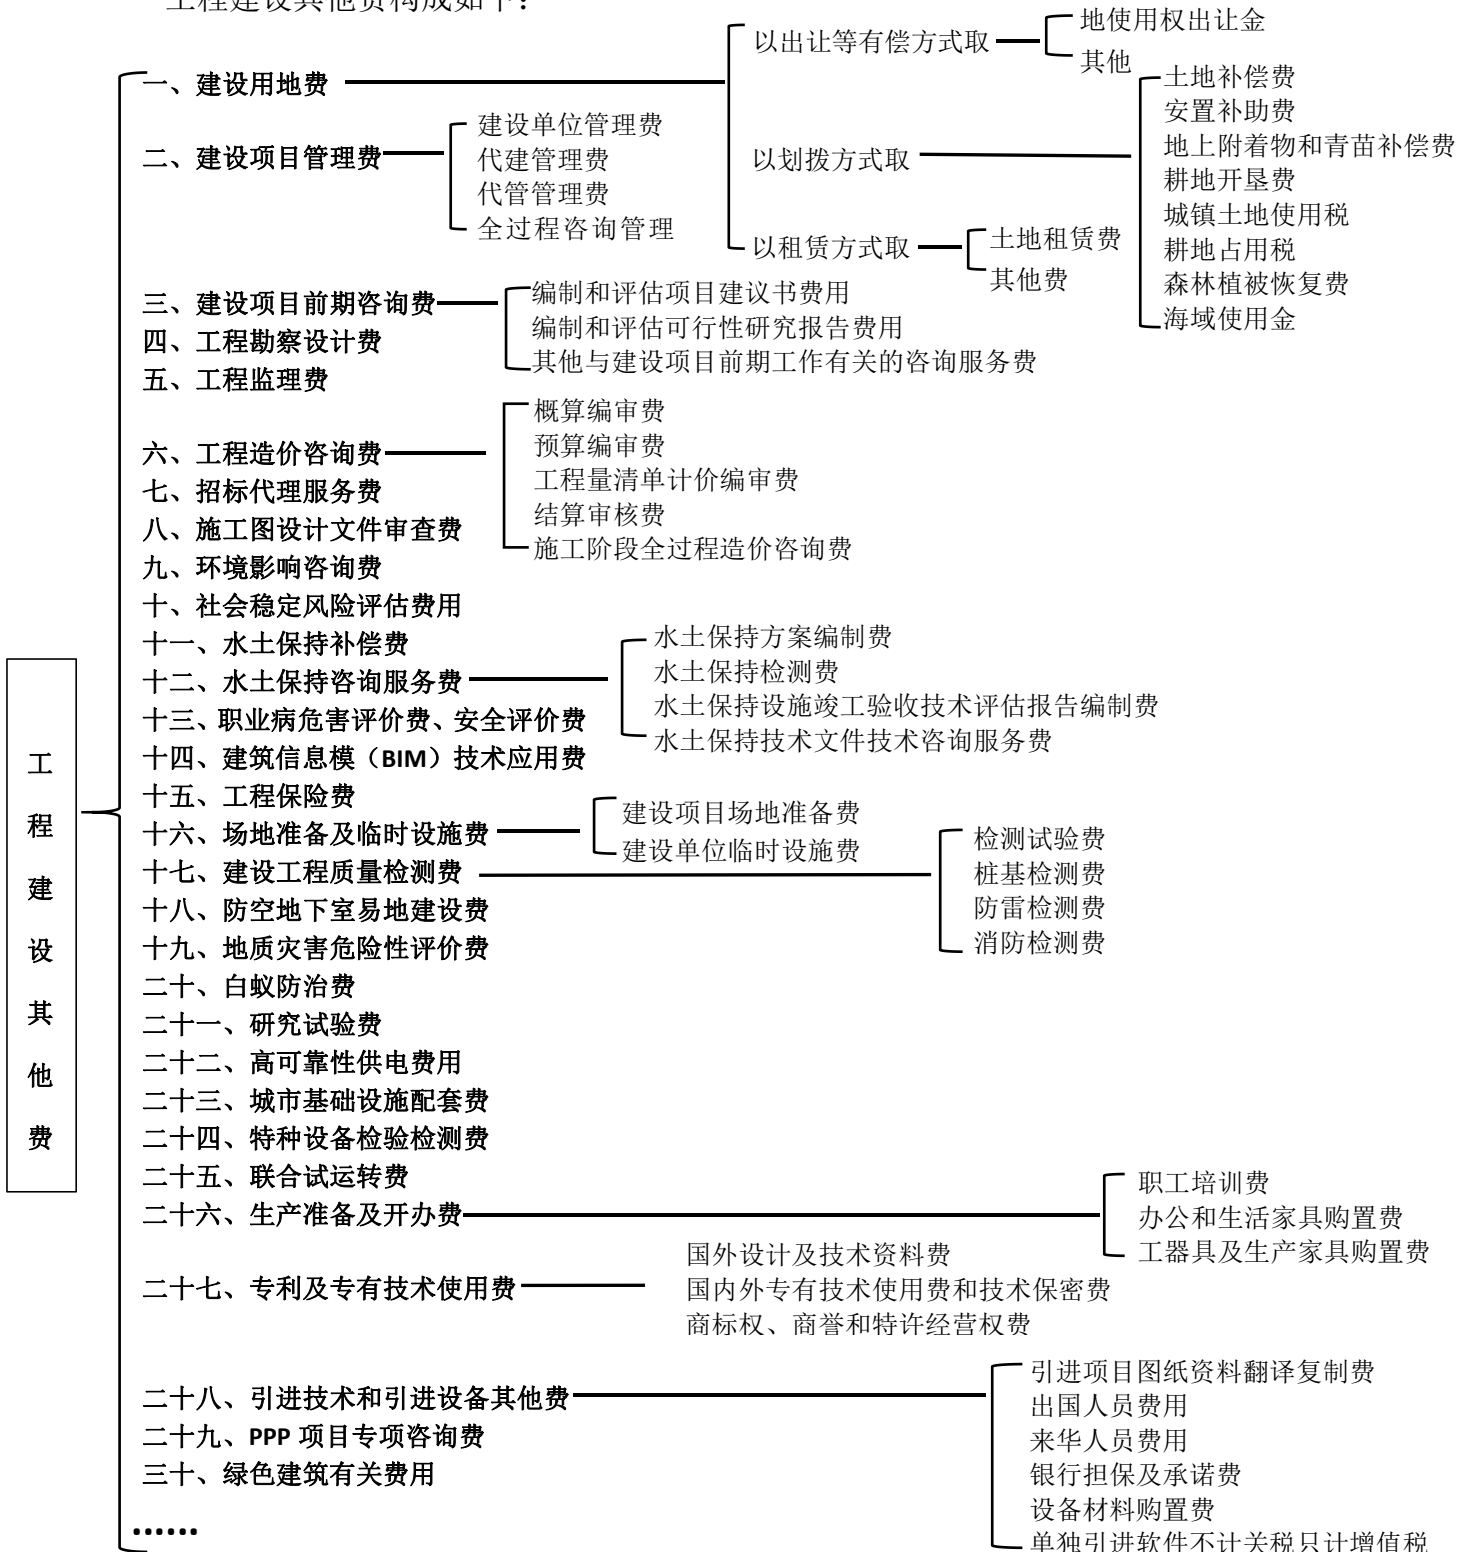 工程建设其他费构成如下：
工程建设其他费
一、建设用地费
以出让等有偿方式取
地使用权出让金
其他
以划拨方式取
土地补偿费
安置补助费
地上附着物和青苗补偿费
耕地开垦费
城镇土地使用税
耕地占用税
森林植被恢复费
海域使用金
以租赁方式取
土地租赁费
其他费
二、建设项目管理费
建设单位管理费
代建管理费
代管管理费
全过程咨询管理
三、建设项目前期咨询费
编制和评估项目建议书费用
编制和评估可行性研究报告费用
其他与建设项目前期工作有关的咨询服务费
四、工程勘察设计费
五、工程监理费
六、工程造价咨询费
概算编审费
预算编审费
工程量清单计价编审费
结算审核费
施工阶段全过程造价咨询费
七、招标代理服务费
八、施工图设计文件审查费
九、环境影响咨询费
十、社会稳定风险评估费用
十一、水土保持补偿费
十二、水土保持咨询服务费
水土保持方案编制费
水土保持检测费
水土保持设施竣工验收技术评估报告编制费
水土保持技术文件技术咨询服务费
十三、职业病危害评价费、安全评价费
十四、建筑信息模（BIM）技术应用费
十五、工程保险费
十六、场地准备及临时设施费
建设项目场地准备费
建设单位临时设施费
十七、建设工程质量检测费
检测试验费
桩基检测费
防雷检测费
消防检测费
十八、防空地下室易地建设费
十九、地质灾害危险性评价费
二十、白蚁防治费
二十一、研究试验费
二十二、高可靠性供电费用
二十三、城市基础设施配套费
二十四、特种设备检验检测费
二十五、联合试运转费
二十六、生产准备及开办费
职工培训费
办公和生活家具购置费
工器具及生产家具购置费
二十七、专利及专有技术使用费
国外设计及技术资料费
国内外专有技术使用费和技术保密费
商标权、商誉和特许经营权费
二十八、引进技术和引进设备其他费
引进项目图纸资料翻译复制费
出国人员费用
来华人员费用
银行担保及承诺费
设备材料购置费
单独引进软件不计关税只计增值税
二十九、PPP 项目专项咨询费
三十、绿色建筑有关费用
……